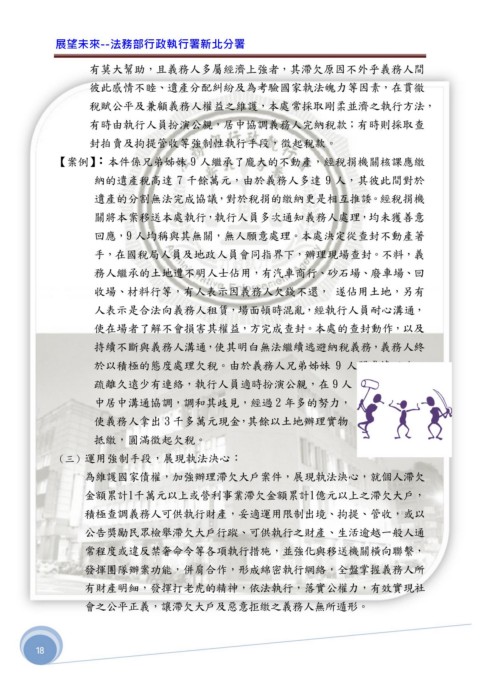 展望未來--法務部行政執行署新北分署
有莫大幫助，且義務人多屬經濟上強者，其滯欠原因不外乎義務人間
彼此感情不睦、遺產分配糾紛及為考驗國家執法魄力等因素，在貫徹
稅賦公平及兼顧義務人權益之維護，本處常採取剛柔並濟之執行方法，
有時由執行人員扮演公親，居中協調義務人完納稅款；有時則採取查
封拍賣及拘提管收等強制性執行手段，徵起稅款。
【案例】：本件係兄弟姊妹 9 人繼承了龐大的不動產，經稅捐機關核課應繳
納的遺產稅高達 7 千餘萬元，由於義務人多達 9 人，其彼此間對於
遺產的分割無法完成協議，對於稅捐的繳納更是相互推諉。經稅捐機
關將本案移送本處執行，執行人員多次通知義務人處理，均未獲善意
回應，9 人均稱與其無關，無人願意處理。本處決定從查封不動產著
手，在國稅局人員及地政人員會同指界下，辦理現場查封。不料，義
務人繼承的土地遭不明人士佔用，有汽車商行、砂石場、廢車場、回
收場、材料行等，有人表示因義務人欠錢不還， 遂佔用土地，另有
人表示是合法向義務人租賃，場面頓時混亂，經執行人員耐心溝通，
使在場者了解不會損害其權益，方完成查封。本處的查封動作，以及
持續不斷與義務人溝通，使其明白無法繼續逃避納稅義務，義務人終
於以積極的態度處理欠稅。由於義務人兄弟姊妹 9 人
疏離久遠少有連絡，執行人員適時扮演公親，在 9 人
中居中溝通協調，調和其歧見，經過 2 年多的努力，
使義務人拿出 3 千多萬元現金，其餘以土地辦理實物
抵繳，圓滿徵起欠稅。
(三) 運用強制手段，展現執法決心：
為維護國家債權，加強辦理滯欠大戶案件，展現執法決心，就個人滯欠
金額累計1千萬元以上或營利事業滯欠金額累計1億元以上之滯欠大戶，
積極查調義務人可供執行財產，妥適運用限制出境、拘提、管收，或以
公告獎勵民眾檢舉滯欠大戶行蹤、可供執行之財產、生活逾越一般人通
常程度或違反禁奢命令等各項執行措施，並強化與移送機關橫向聯繫，
發揮團隊辦案功能，併肩合作，形成綿密執行網絡，全盤掌握義務人所
有財產明細，發揮打老虎的精神，依法執行，落實公權力，有效實現社
會之公平正義，讓滯欠大戶及惡意拒繳之義務人無所遁形。
18